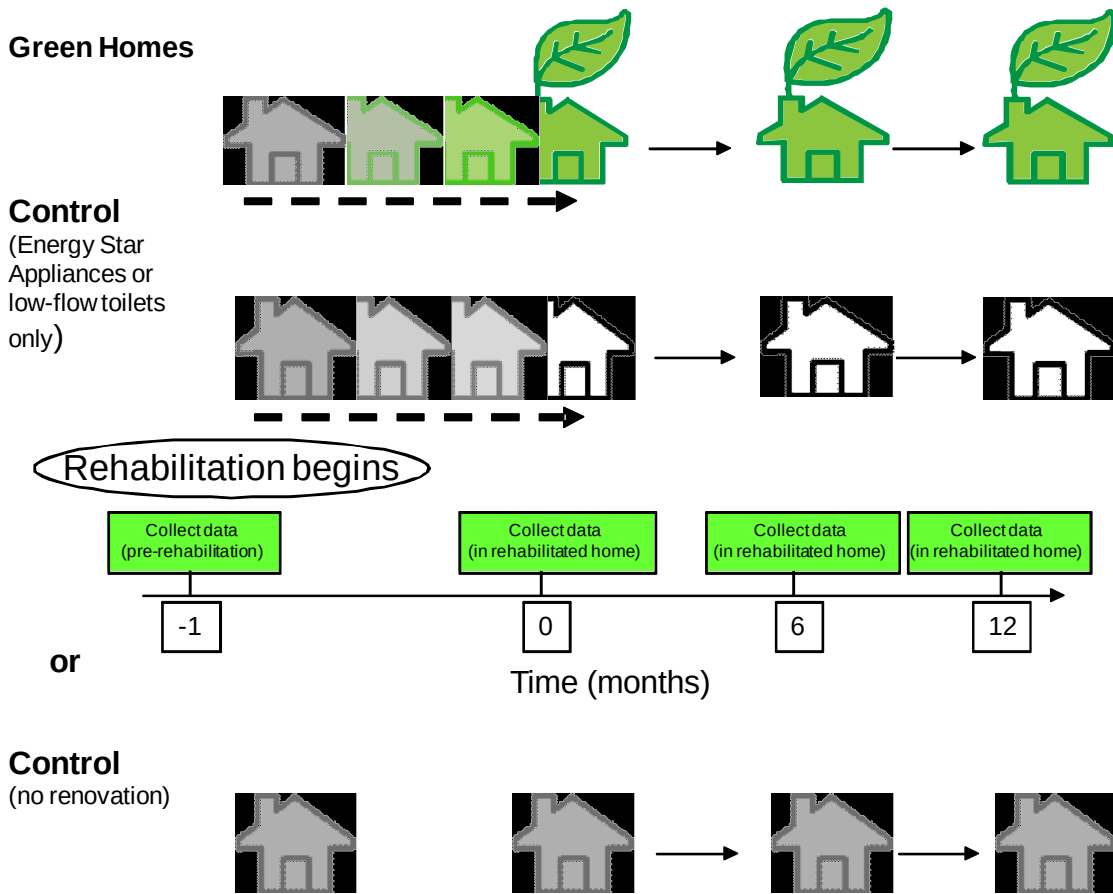 Green Homes
Control
(Energy Star
Appliances or
low-flow toilets
only)
Rehabilitation begins
Collect data
(pre-rehabilitation)
Collect data
(in rehabilitated home)
Collect data
(in rehabilitated home)
Collect data
(in rehabilitated home)
-1
0
6
12
or
Time (months)
Control
(no renovation)